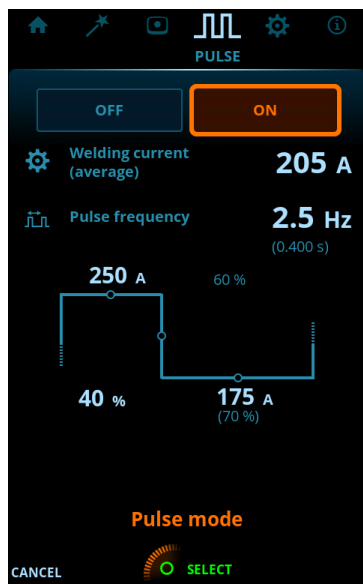 PULSE
OFF
ON
Welding current
(average)
205 A
Pulse frequency
2.5 Hz
(0.400 s)
250 A
60 %
40 %
175 A
(70 %)
Pulse mode
CANCEL
SELECT